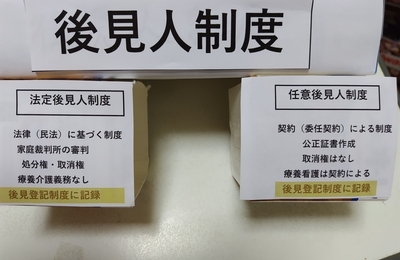 後見人制度
法定後見人制度
法律（民法）に基づく制度
家庭裁判所の審判
処分権・取消権
療養介護義務なし
後見登記制度に記録
任意後見人制度
契約（委任契約）による制度
公正証書作成
取消権はなし
療養看護は契約による
後見登記制度に記録